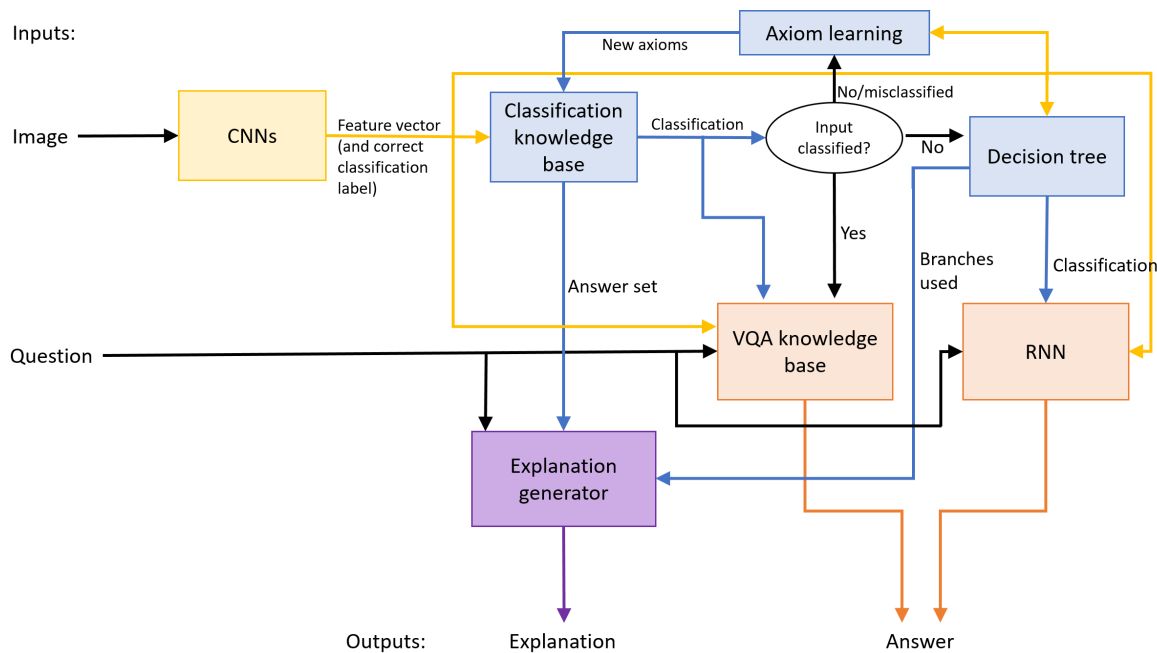 Inputs:
Axiom learning
New axioms
No/misclassified
Image
CNNs
Feature vector
(and correct
classification
label)
Classification
knowledge
base
Classification
Input
classified?
No
Decision tree
Yes
Branches
used
Classification
Answer set
Question
VQA knowledge
base
RNN
Explanation
generator
Outputs:
Explanation
Answer